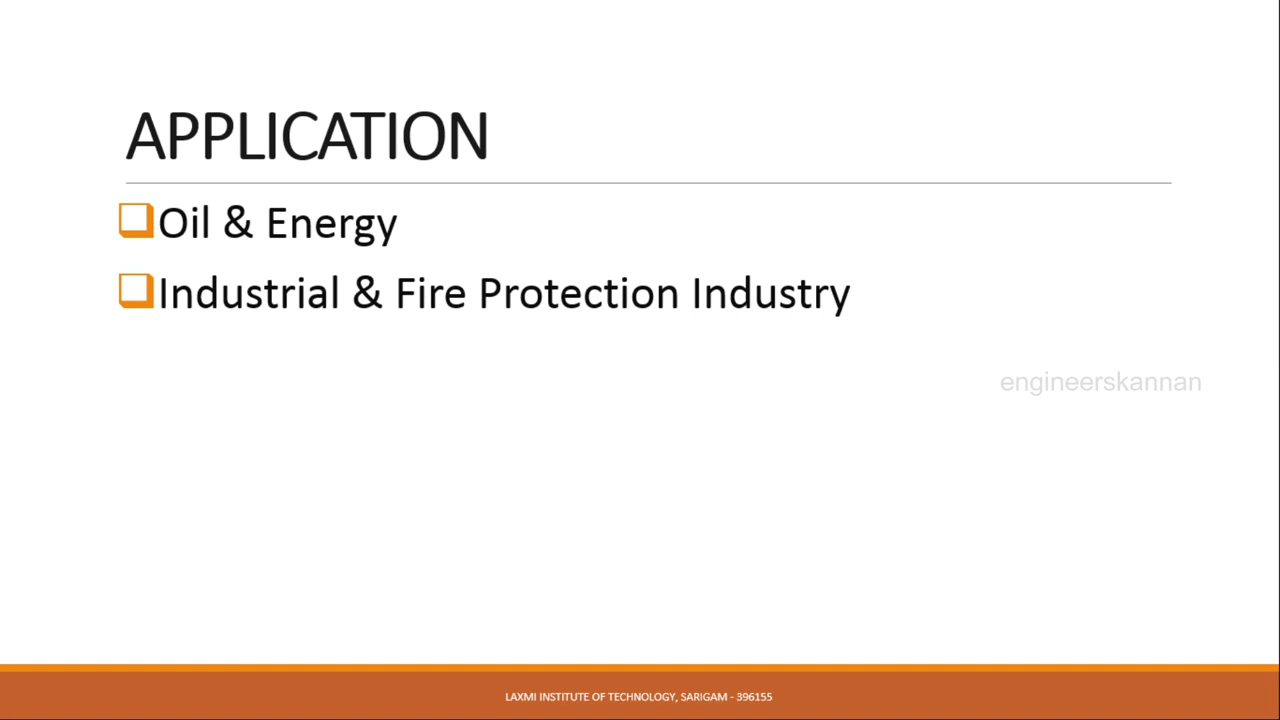 APPLICATION
Oil & Energy
Industrial & Fire Protection Industry
engineerskannan
LAXMI INSTITUTE OF TECHNOLOGY, SARIGAM - 396155